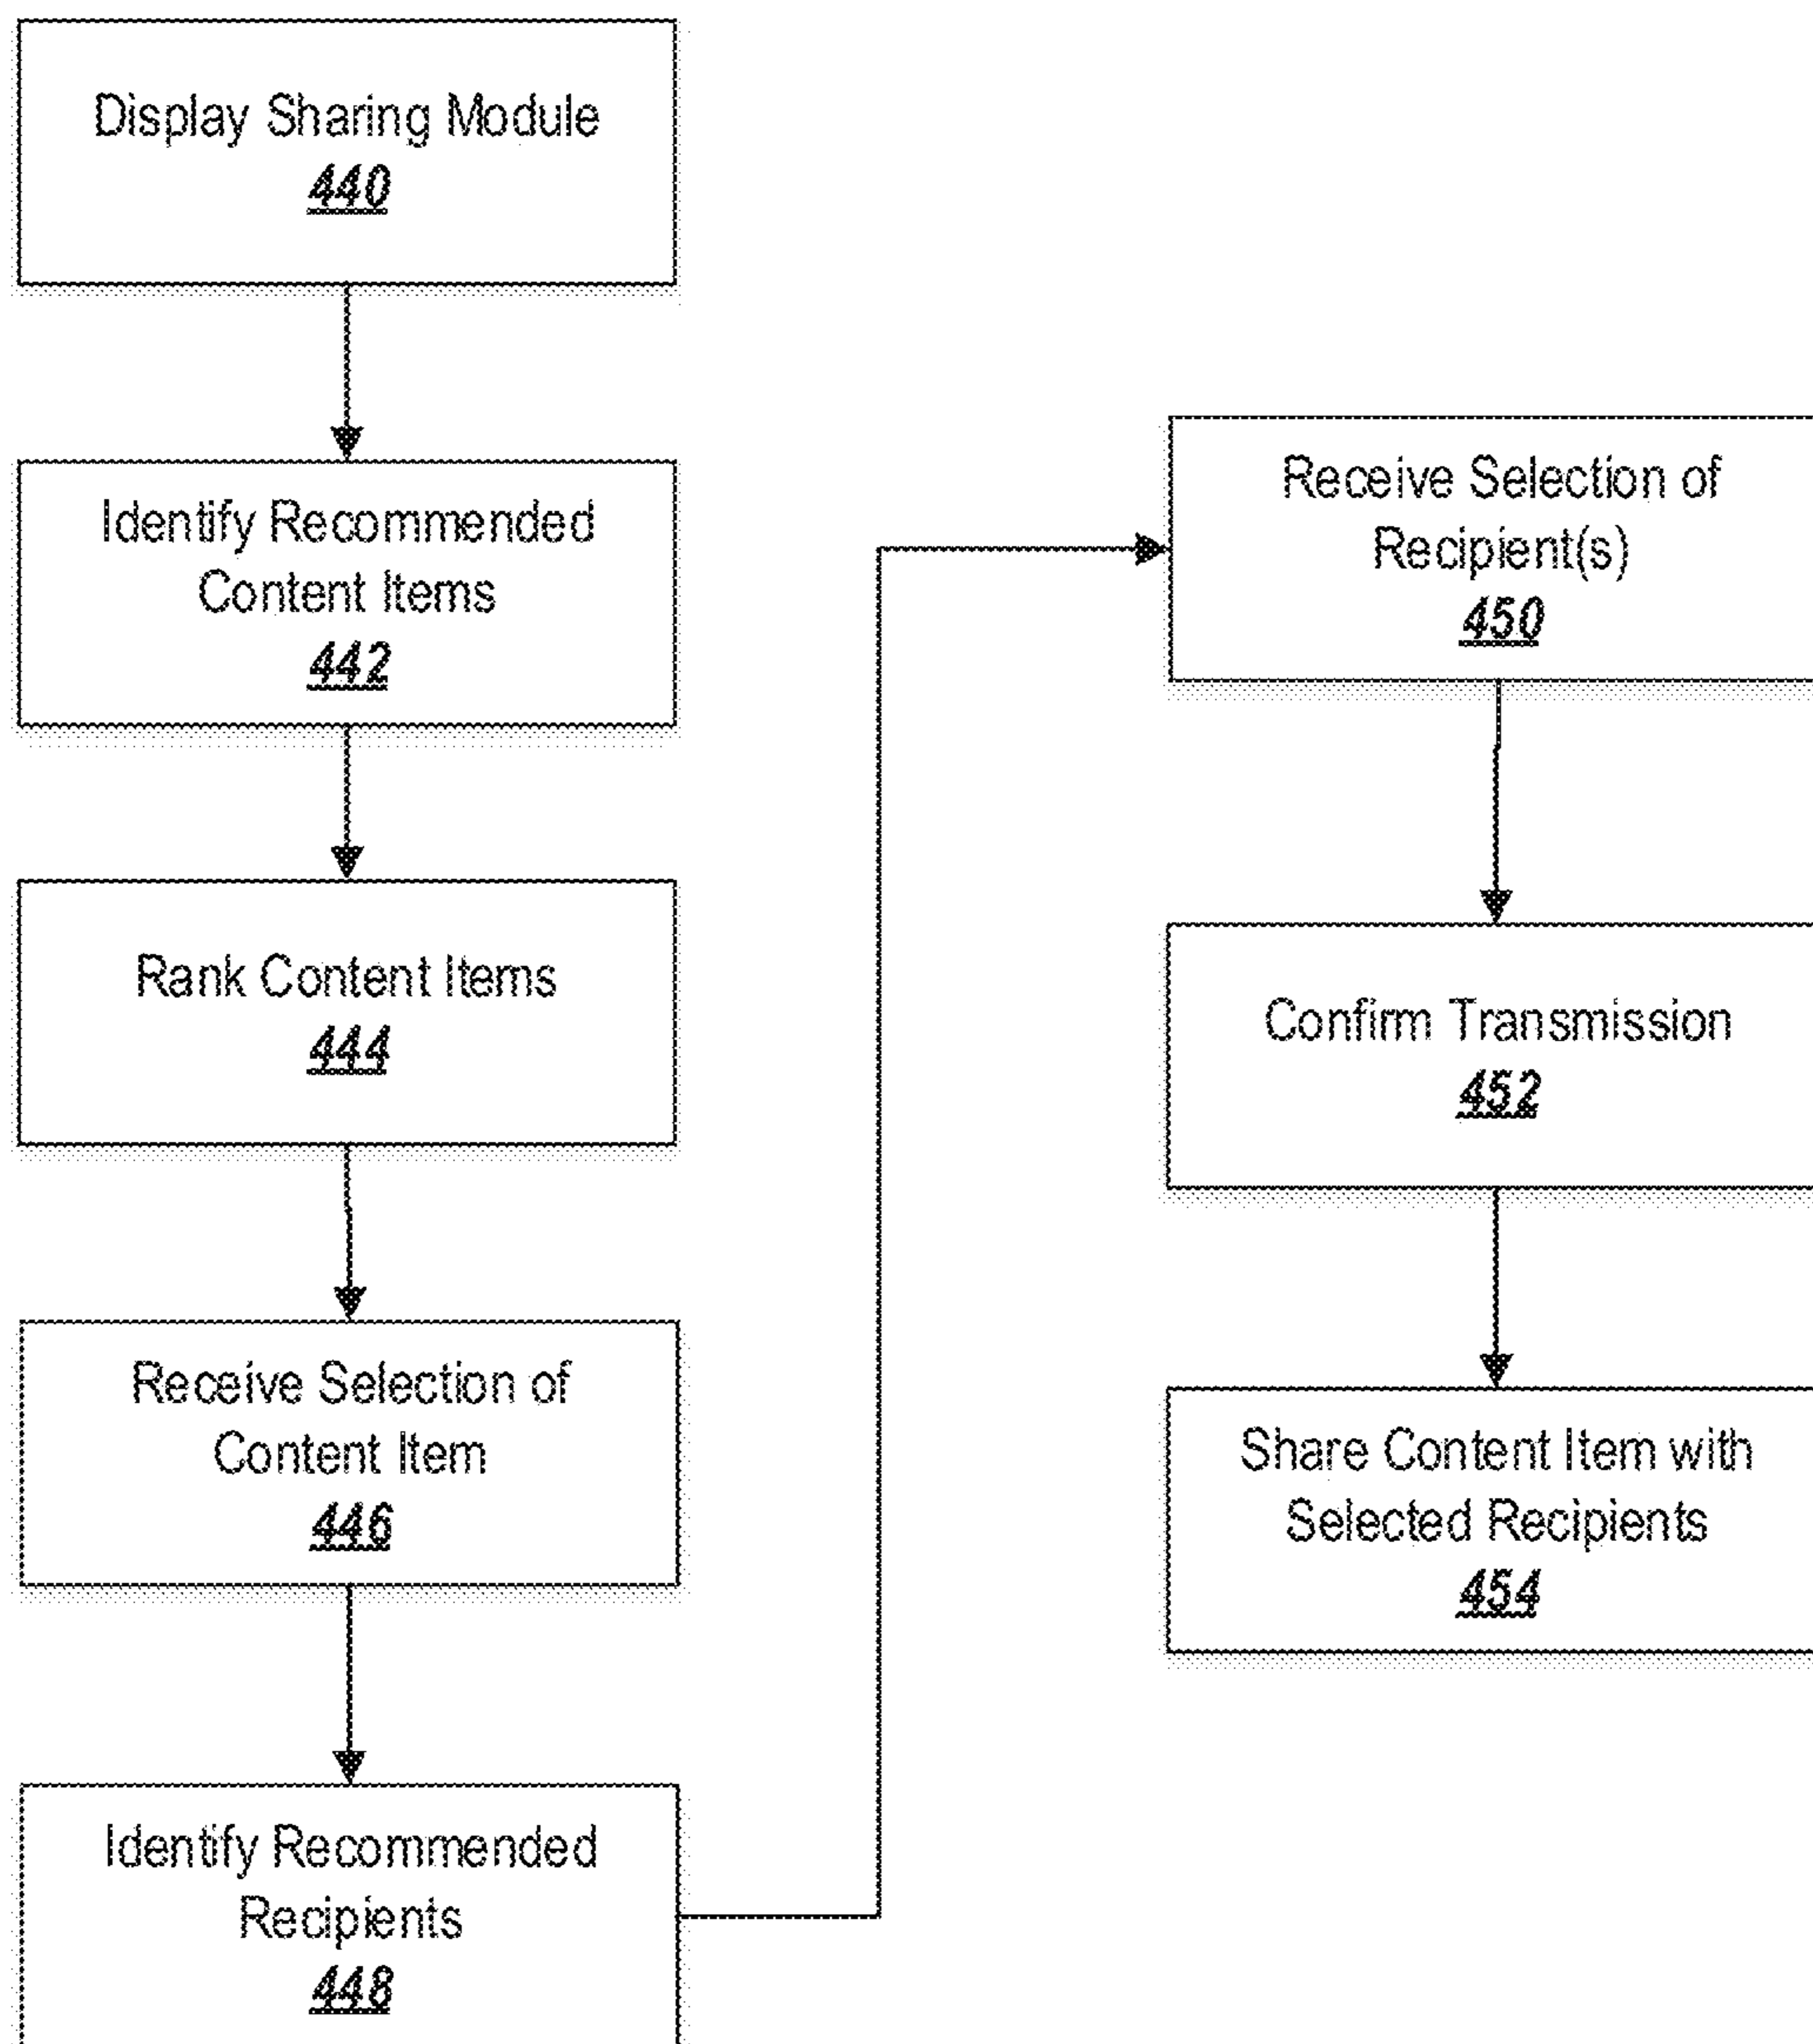 Display Sharing Module
440
Identify Recommended
Content Items
442
Rank Content Items
444
Receive Selection of
Content Item
446
Identify Recommended
Recipients
448
Receive Selection of
Recipient(s)
450
Confirm Transmission
452
Share Content Item with
Selected Recipients
454